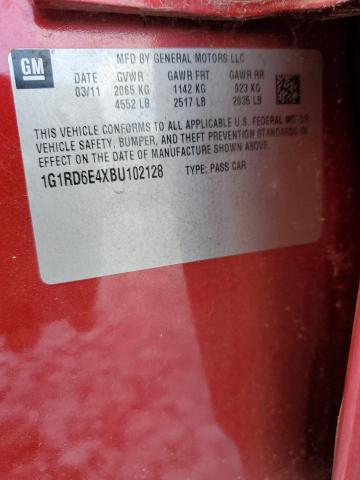 GM
MFD BY GENERAL MOTORS LLC
DATE GVWR GAWR FRT GAWR RR
03/11 2065 KG 1142 KG 923 KG
4552 LB 2517 LB 2035 LB
THIS VEHICLE CONFORMS TO ALL APPLICABLE U.S. FEDERAL MOTOR
VEHICLE SAFETY, BUMPER, AND THEFT PREVENTION STANDARDS IN
EFFECT ON THE DATE OF MANUFACTURE SHOWN ABOVE.
1G1RD6E4XBU102128 TYPE: PASS CAR